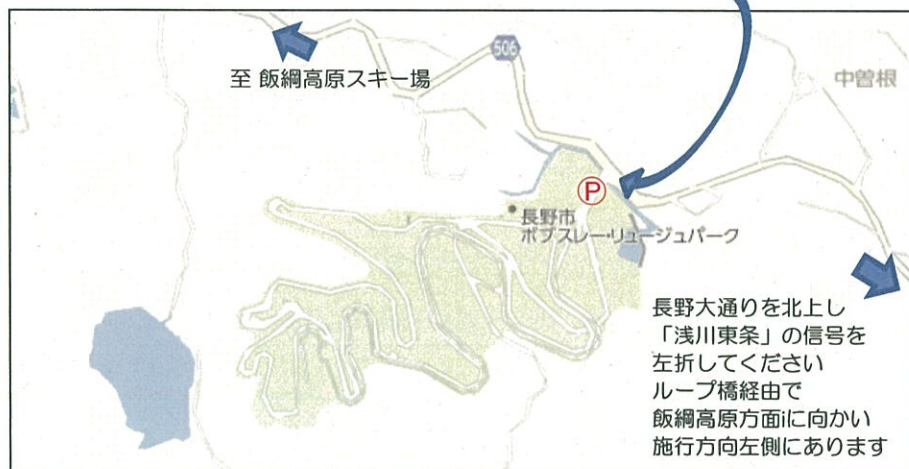 506
至 飯綱高原スキー場
中曽根
P
長野市
ボブスレー・リュージュパーク
長野大通りを北上し
「浅川東条」の信号を
左折してください
ループ橋経由で
飯綱高原方面iに向かい
施行方向左側にあります